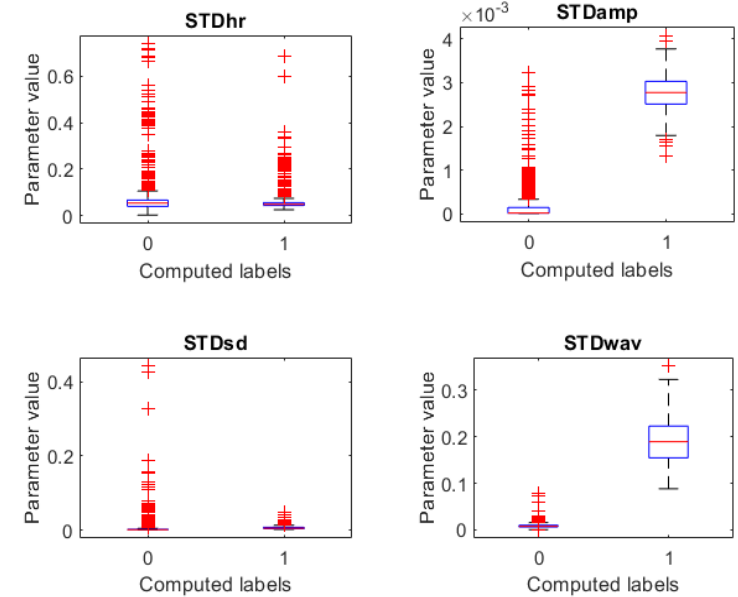 STDhr
Parameter value
0.6
0.4
0.2
0
0 1
Computed labels
×10⁻³ STDamp
Parameter value
4
3
2
1
0
0 1
Computed labels
STDsd
Parameter value
0.4
0.2
0
0 1
Computed labels
STDwav
Parameter value
0.3
0.2
0.1
0
0 1
Computed labels